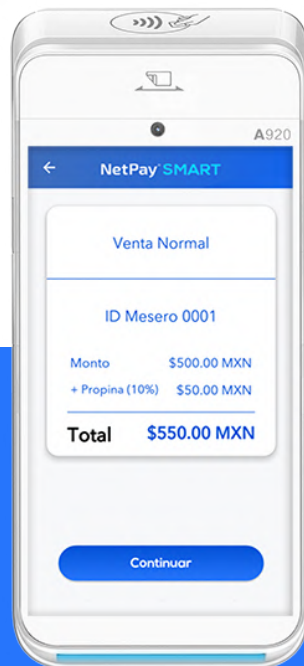 A920
NetPay SMART
Venta Normal
ID Mesero 0001
Monto $500.00 MXN
+ Propina (10%) $50.00 MXN
Total $550.00 MXN
Continuar